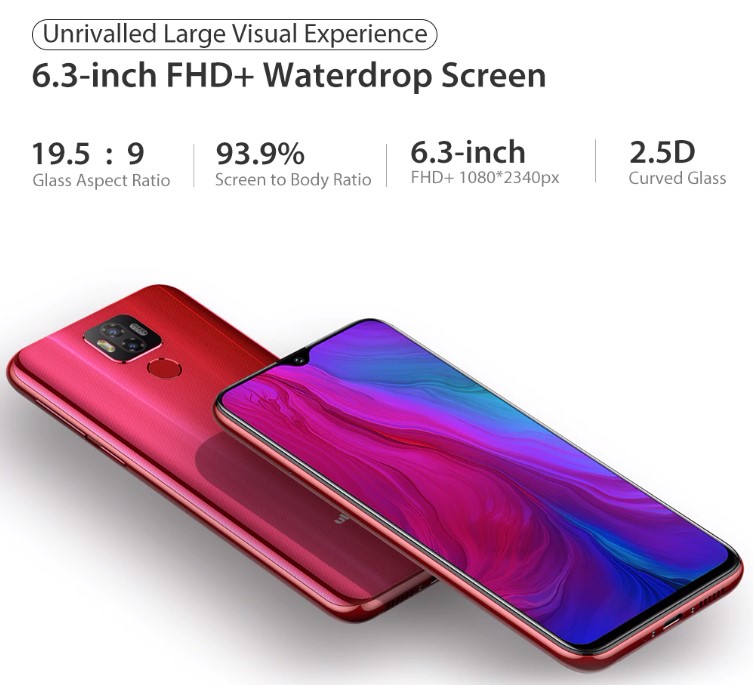 Unrivalled Large Visual Experience
6.3-inch FHD+ Waterdrop Screen
19.5 : 9
Glass Aspect Ratio
93.9%
Screen to Body Ratio
6.3-inch
FHD+ 1080*2340px
2.5D
Curved Glass